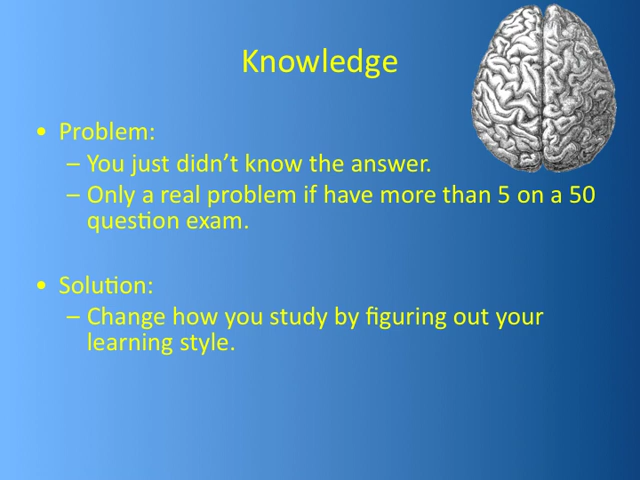 Knowledge
• Problem:
– You just didn’t know the answer.
– Only a real problem if have more than 5 on a 50
question exam.
• Solution:
– Change how you study by figuring out your
learning style.